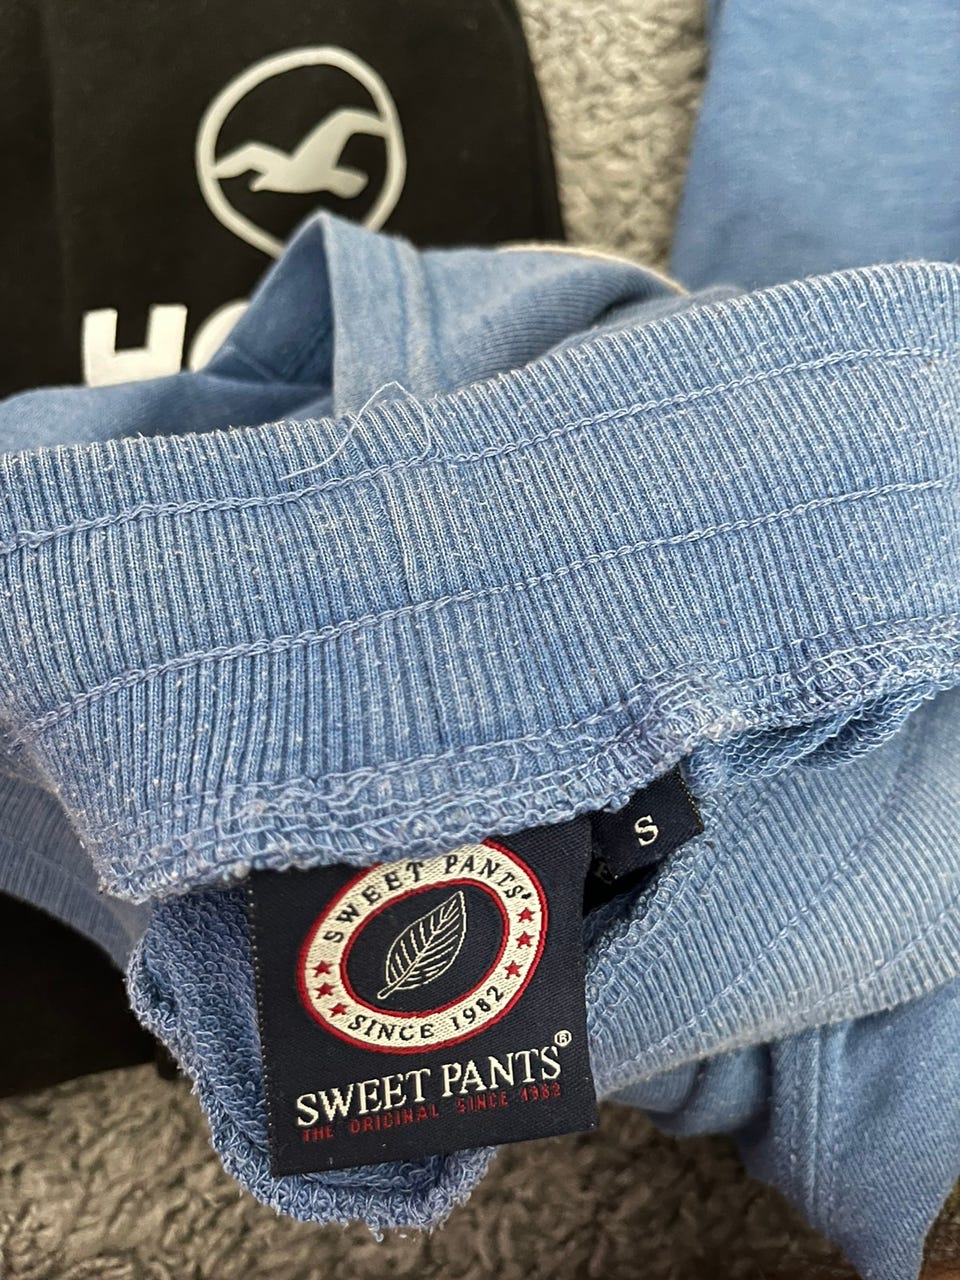 H
S
SWEET PANTS®
SINCE 1982
SWEET PANTS®
THE ORIGINAL SINCE 1982